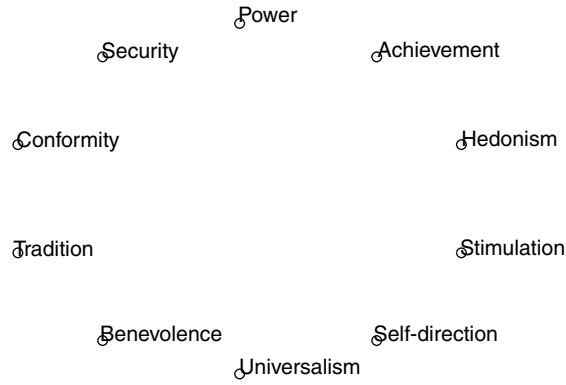 Power
Security
Achievement
Conformity
Hedonism
Tradition
Stimulation
Benevolence
Self-direction
Universalism